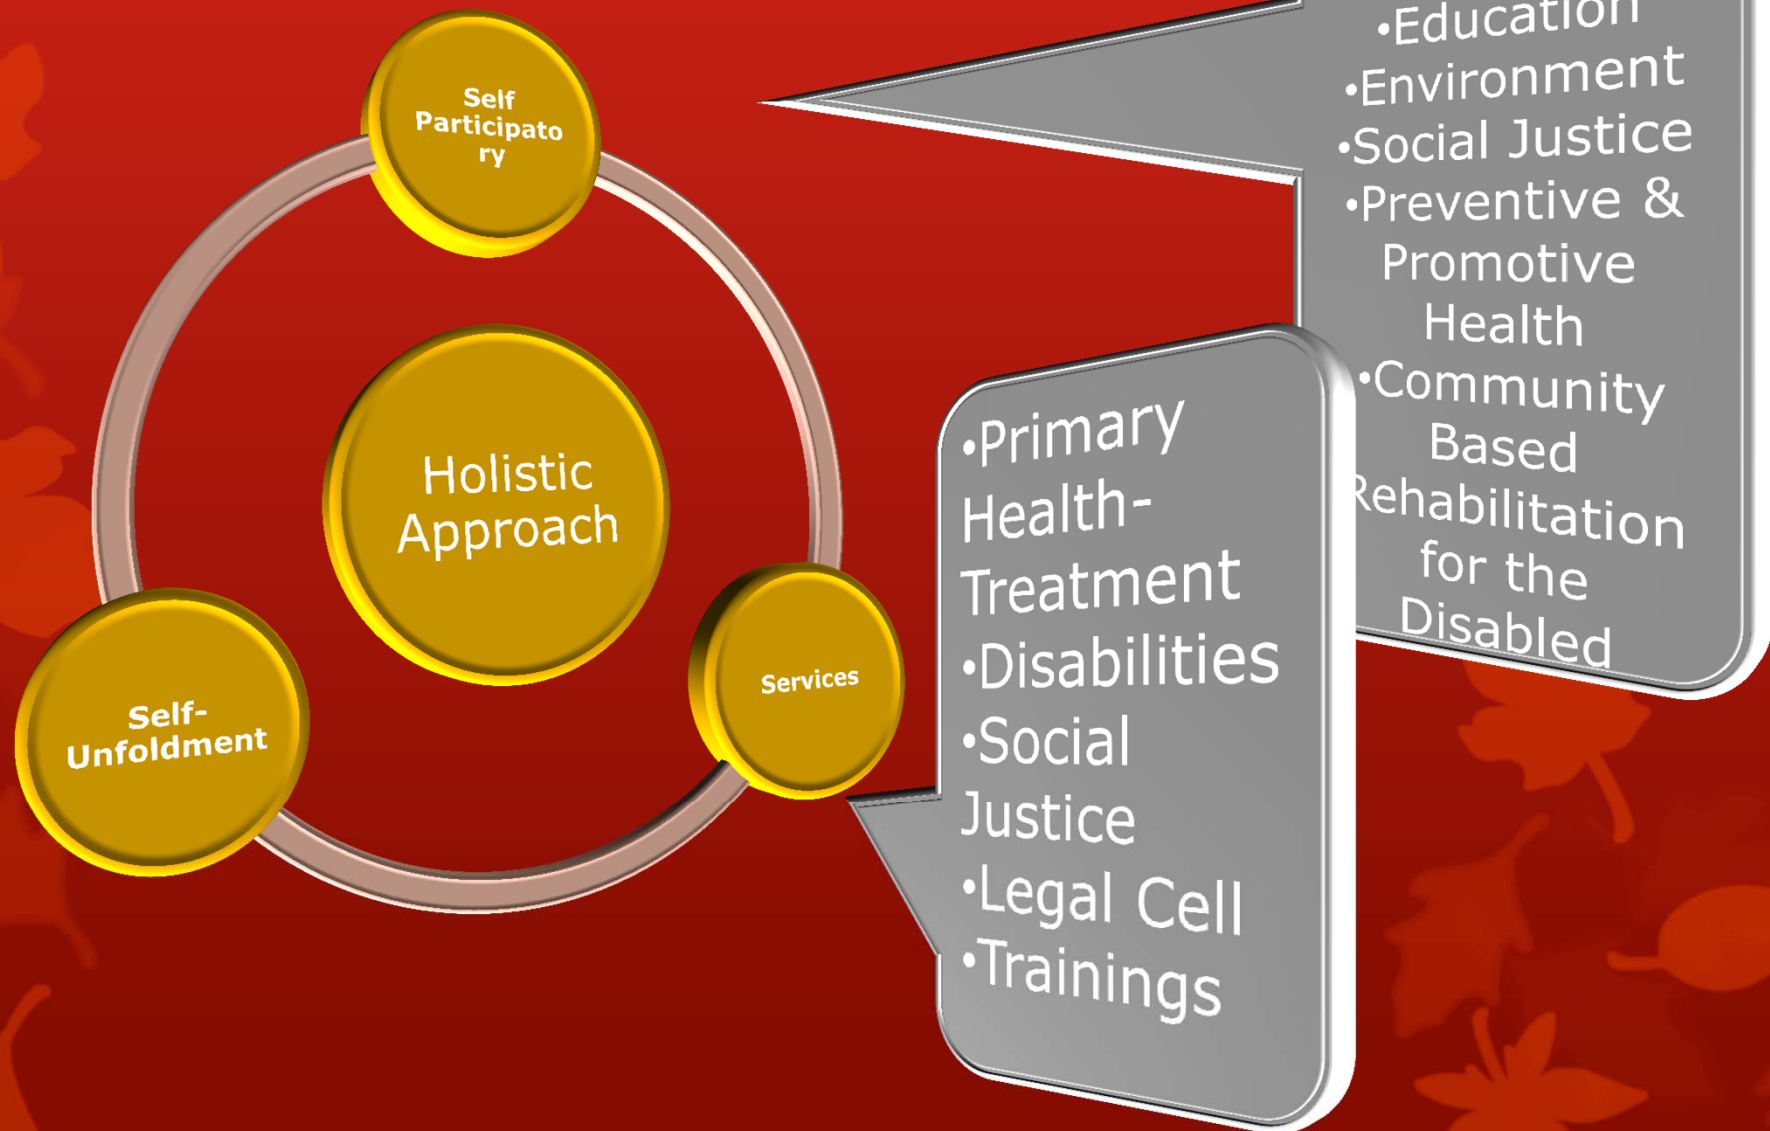 Self
Participato
ry
Holistic
Approach
Self-
Unfoldment
Services
•Education
•Environment
•Social Justice
•Preventive &
Promotive
Health
•Community
Based
Rehabilitation
for the
Disabled
•Primary
Health-
Treatment
•Disabilities
•Social
Justice
•Legal Cell
•Trainings